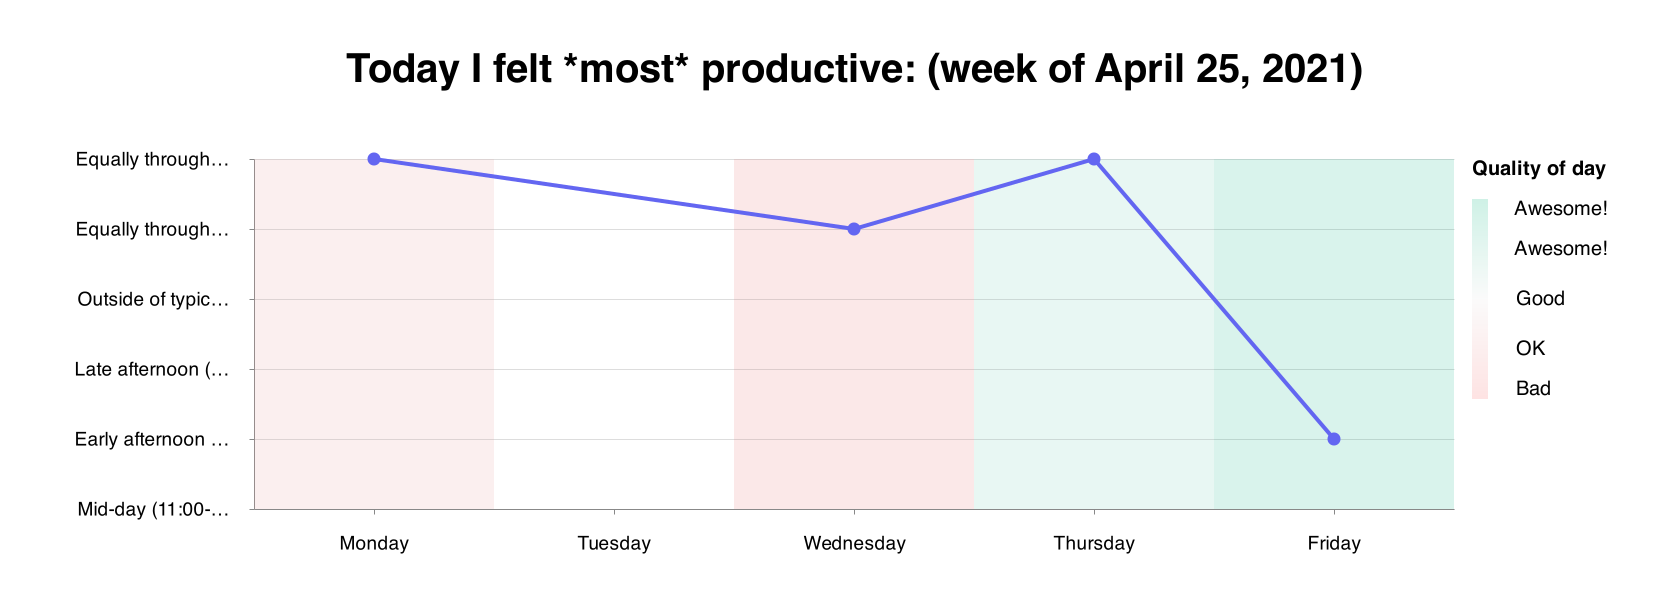 Today I felt *most* productive: (week of April 25, 2021)
Equally through…
Equally through…
Outside of typic…
Late afternoon (…
Early afternoon …
Mid-day (11:00-…
Monday
Tuesday
Wednesday
Thursday
Friday
Quality of day
Awesome!
Awesome!
Good
OK
Bad